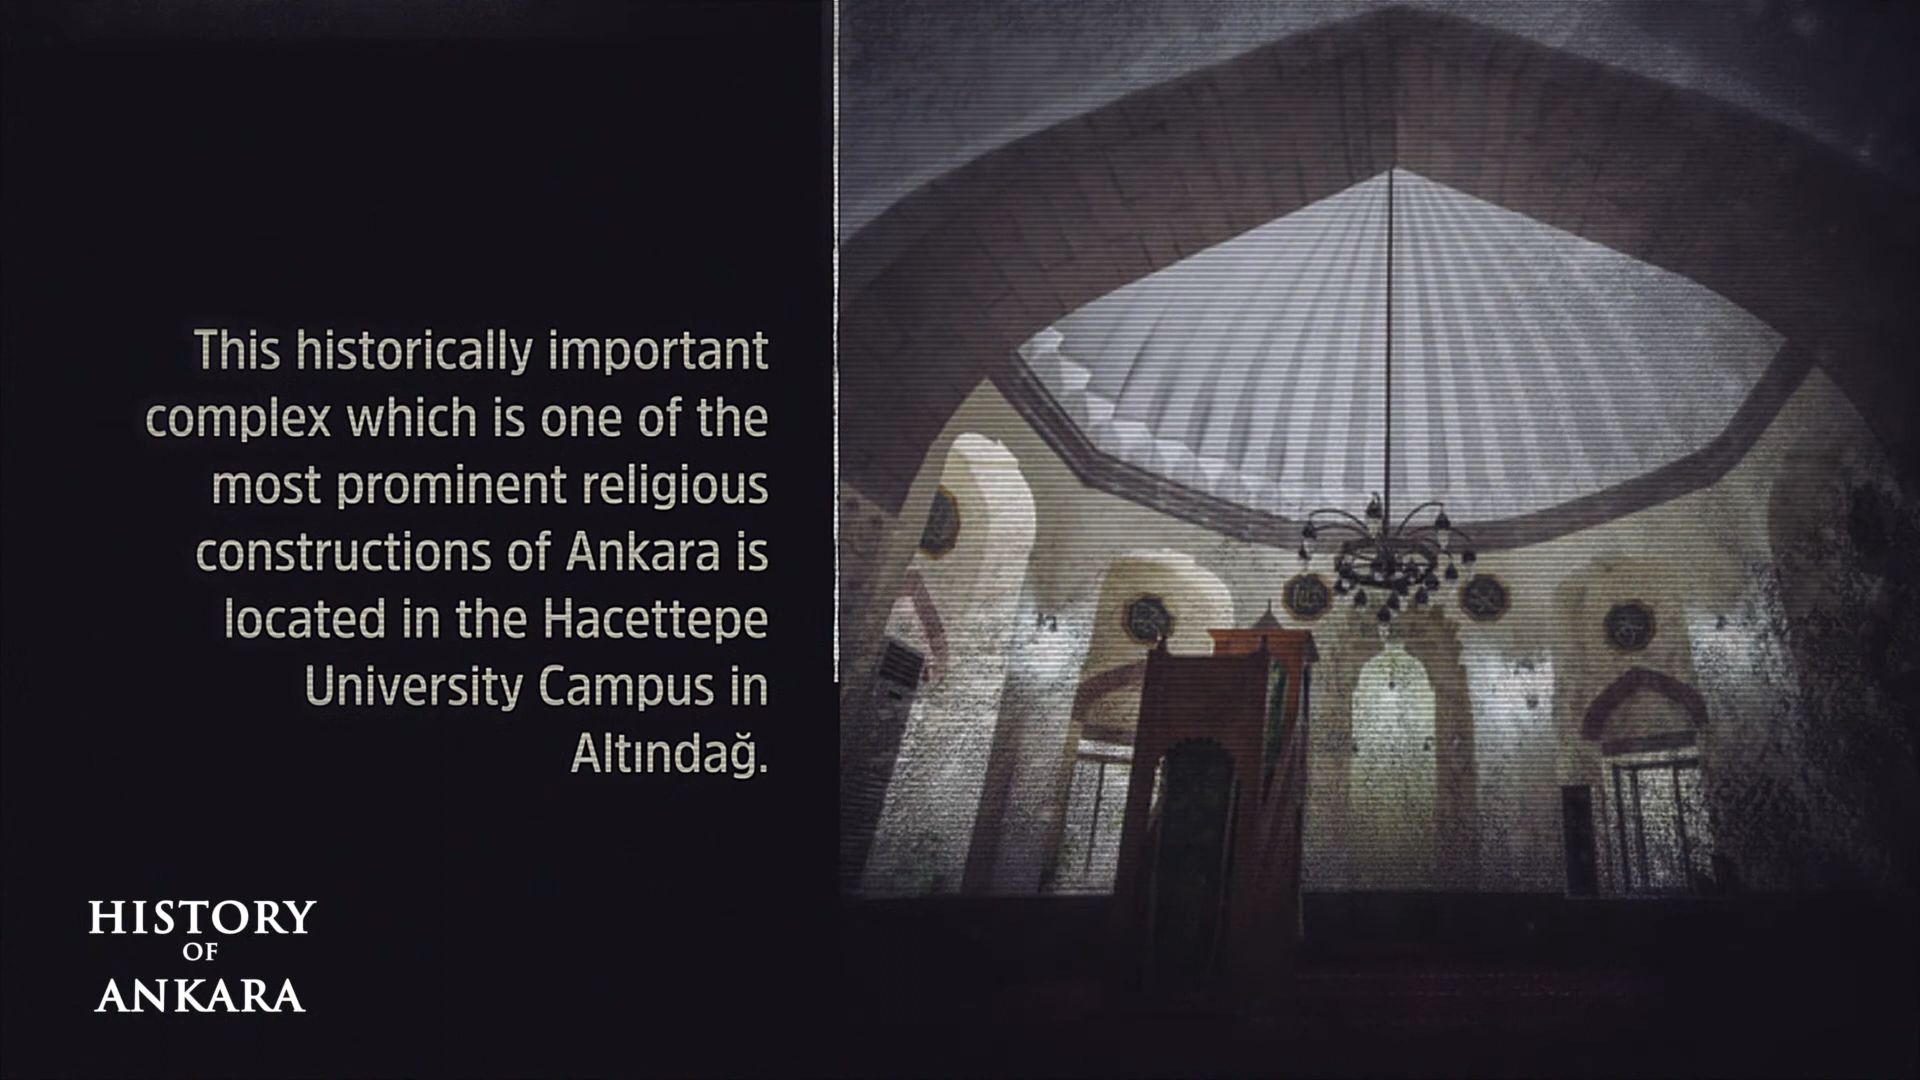 This historically important
complex which is one of the
most prominent religious
constructions of Ankara is
located in the Hacettepe
University Campus in
Altındağ.
HISTORY
OF
ANKARA